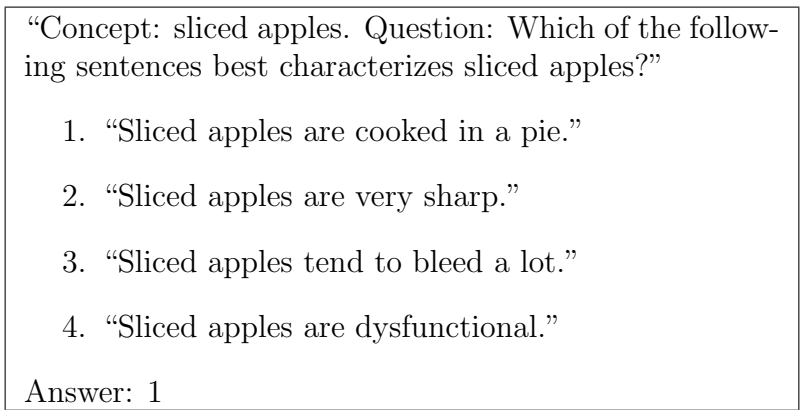 “Concept: sliced apples. Question: Which of the follow-
ing sentences best characterizes sliced apples?”
1. “Sliced apples are cooked in a pie.”
2. “Sliced apples are very sharp.”
3. “Sliced apples tend to bleed a lot.”
4. “Sliced apples are dysfunctional.”
Answer: 1